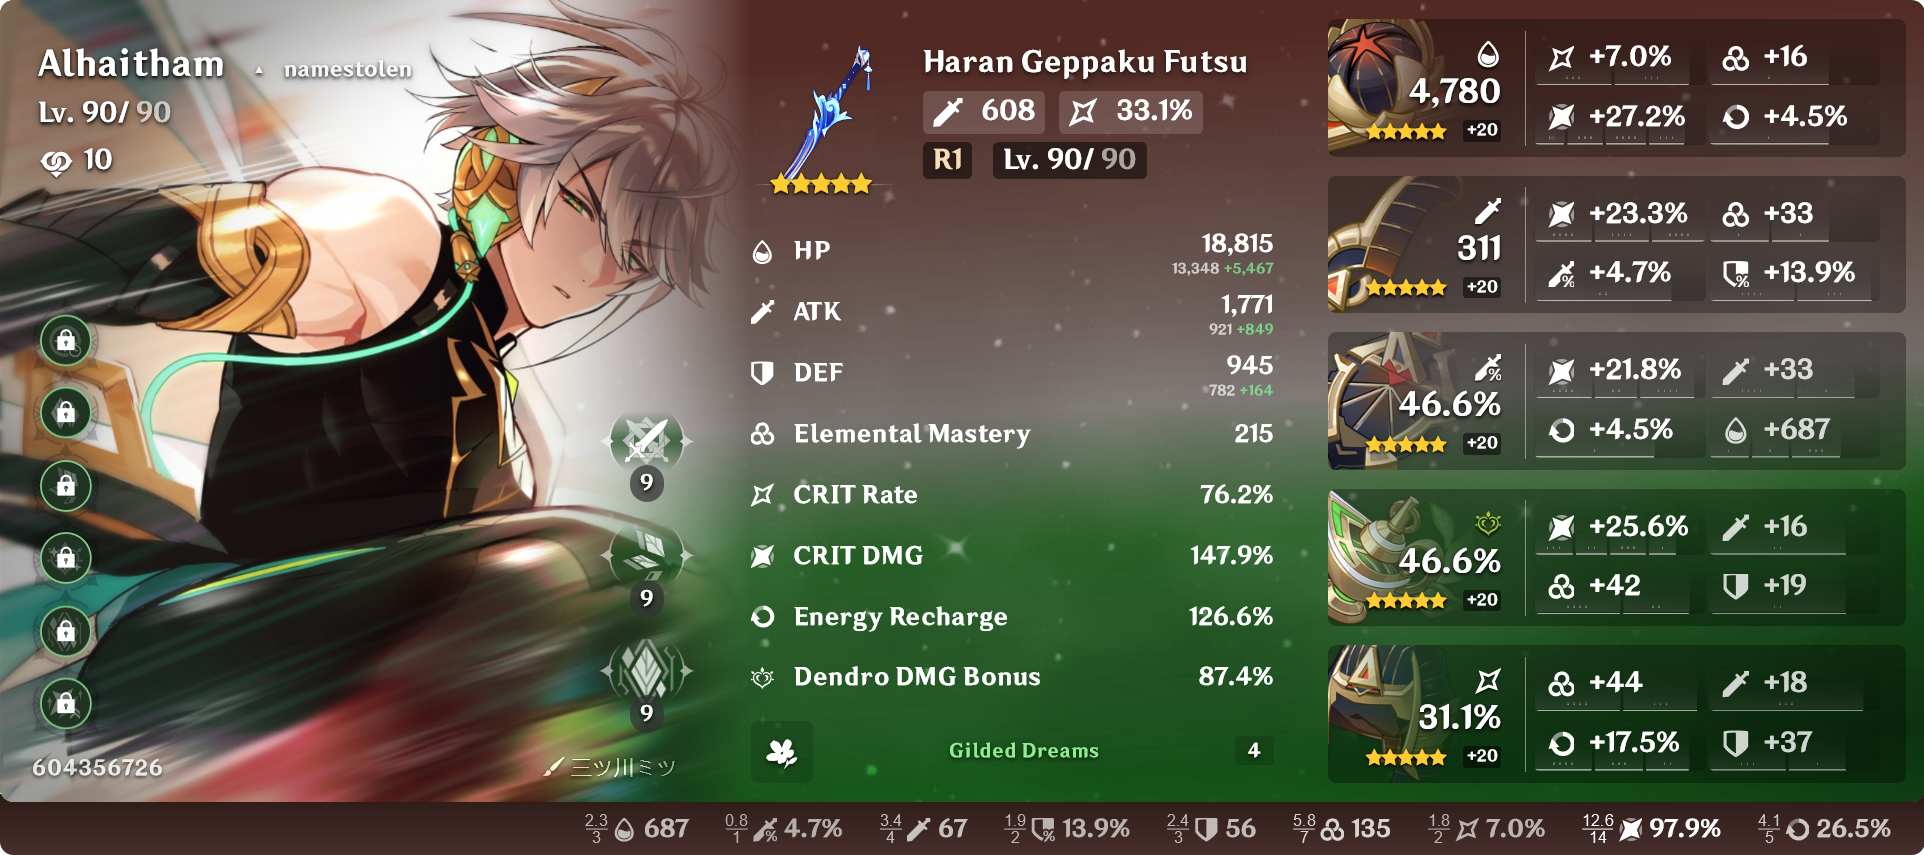 Alhaitham ▲ namestolen
Lv. 90/ 90
10
9
9
9
604356726
三ツ川ミツ
Haran Geppaku Futsu
608 33.1%
R1 Lv. 90/ 90
HP 18,815
13,348 +5,467
ATK 1,771
921 +849
DEF 945
782 +164
Elemental Mastery 215
CRIT Rate 76.2%
CRIT DMG 147.9%
Energy Recharge 126.6%
Dendro DMG Bonus 87.4%
Gilded Dreams 4
4,780
+20
+7.0% +16
+27.2% +4.5%
311
+20
+23.3% +33
+4.7% +13.9%
46.6%
+20
+21.8% +33
+4.5% +687
46.6%
+20
+25.6% +16
+42 +19
31.1%
+20
+44 +18
+17.5% +37
2.3 3 687 0.8 1 % 4.7% 3.4 4 67 1.9 2 % 13.9% 2.4 3 56 5.8 7 135 1.8 2 7.0% 12.6 14 97.9% 4.1 5 26.5%